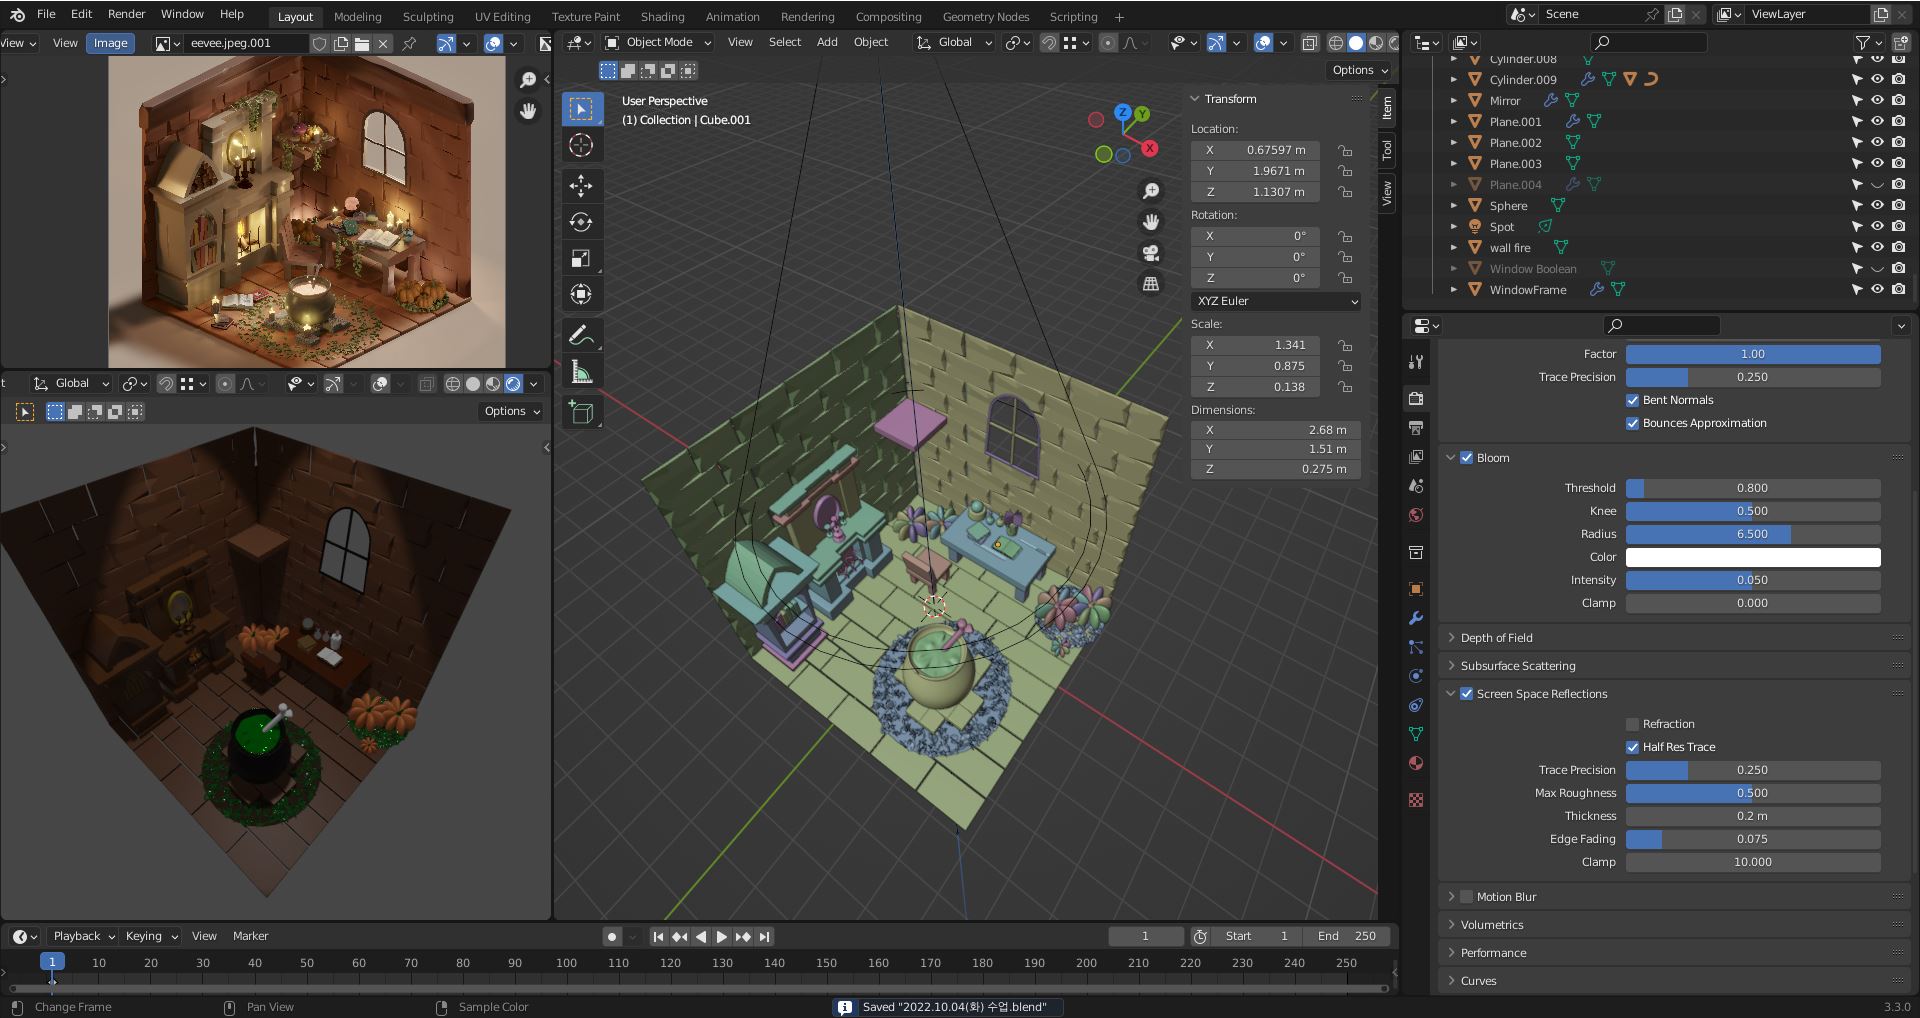 File Edit Render Window Help Layout Modeling Sculpting UV Editing Texture Paint Shading Animation Rendering Compositing Geometry Nodes Scripting + Scene ViewLayer
View View Image eevee.jpeg.001
Object Mode View Select Add Object Global
Options
User Perspective
(1) Collection | Cube.001
Z
Y
X
Transform
Location:
X 0.67597 m
Y 1.9671 m
Z 1.1307 m
Rotation:
X 0°
Y 0°
Z 0°
XYZ Euler
Scale:
X 1.341
Y 0.875
Z 0.138
Dimensions:
X 2.68 m
Y 1.51 m
Z 0.275 m
Item
Tool
View
Cylinder.008
Cylinder.009
Mirror
Plane.001
Plane.002
Plane.003
Plane.004
Sphere
Spot
wall fire
Window Boolean
WindowFrame
Global
Options
Factor 1.00
Trace Precision 0.250
Bent Normals
Bounces Approximation
Bloom
Threshold 0.800
Knee 0.500
Radius 6.500
Color
Intensity 0.050
Clamp 0.000
Depth of Field
Subsurface Scattering
Screen Space Reflections
Refraction
Half Res Trace
Trace Precision 0.250
Max Roughness 0.500
Thickness 0.2 m
Edge Fading 0.075
Clamp 10.000
Motion Blur
Volumetrics
Performance
Curves
Playback Keying View Marker 1 Start 1 End 250
1 10 20 30 40 50 60 70 80 90 100 110 120 130 140 150 160 170 180 190 200 210 220 230 240 250
Change Frame Pan View Sample Color Saved "2022.10.04(화) 수업.blend" 3.3.0